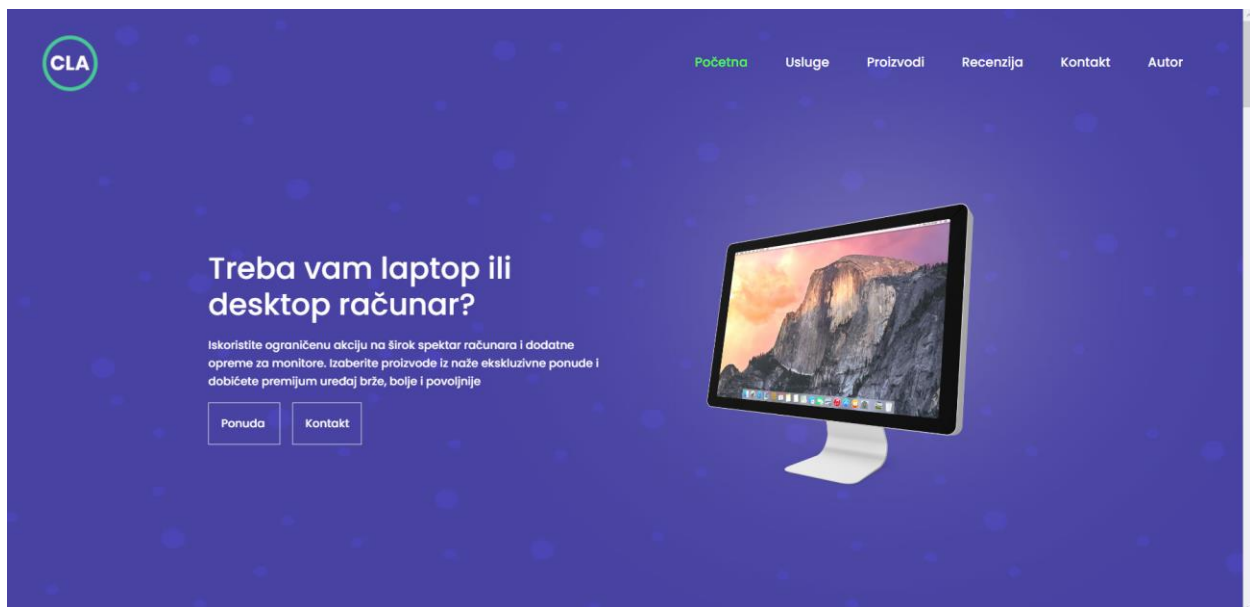 CLA
Početna Usluge Proizvodi Recenzija Kontakt Autor
Treba vam laptop ili
desktop računar?
Iskoristite ograničenu akciju na širok spektar računara i dodatne
opreme za monitore. Izaberite proizvode iz naže ekskluzivne ponude i
dobićete premijum uređaj brže, bolje i povoljnije
Ponuda Kontakt